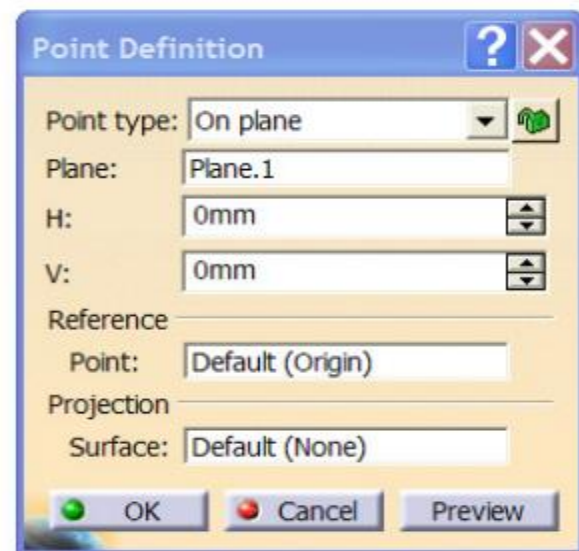 Point Definition ? X
Point type: On plane
Plane: Plane.1
H: 0mm
V: 0mm
Reference
Point: Default (Origin)
Projection
Surface: Default (None)
OK Cancel Preview